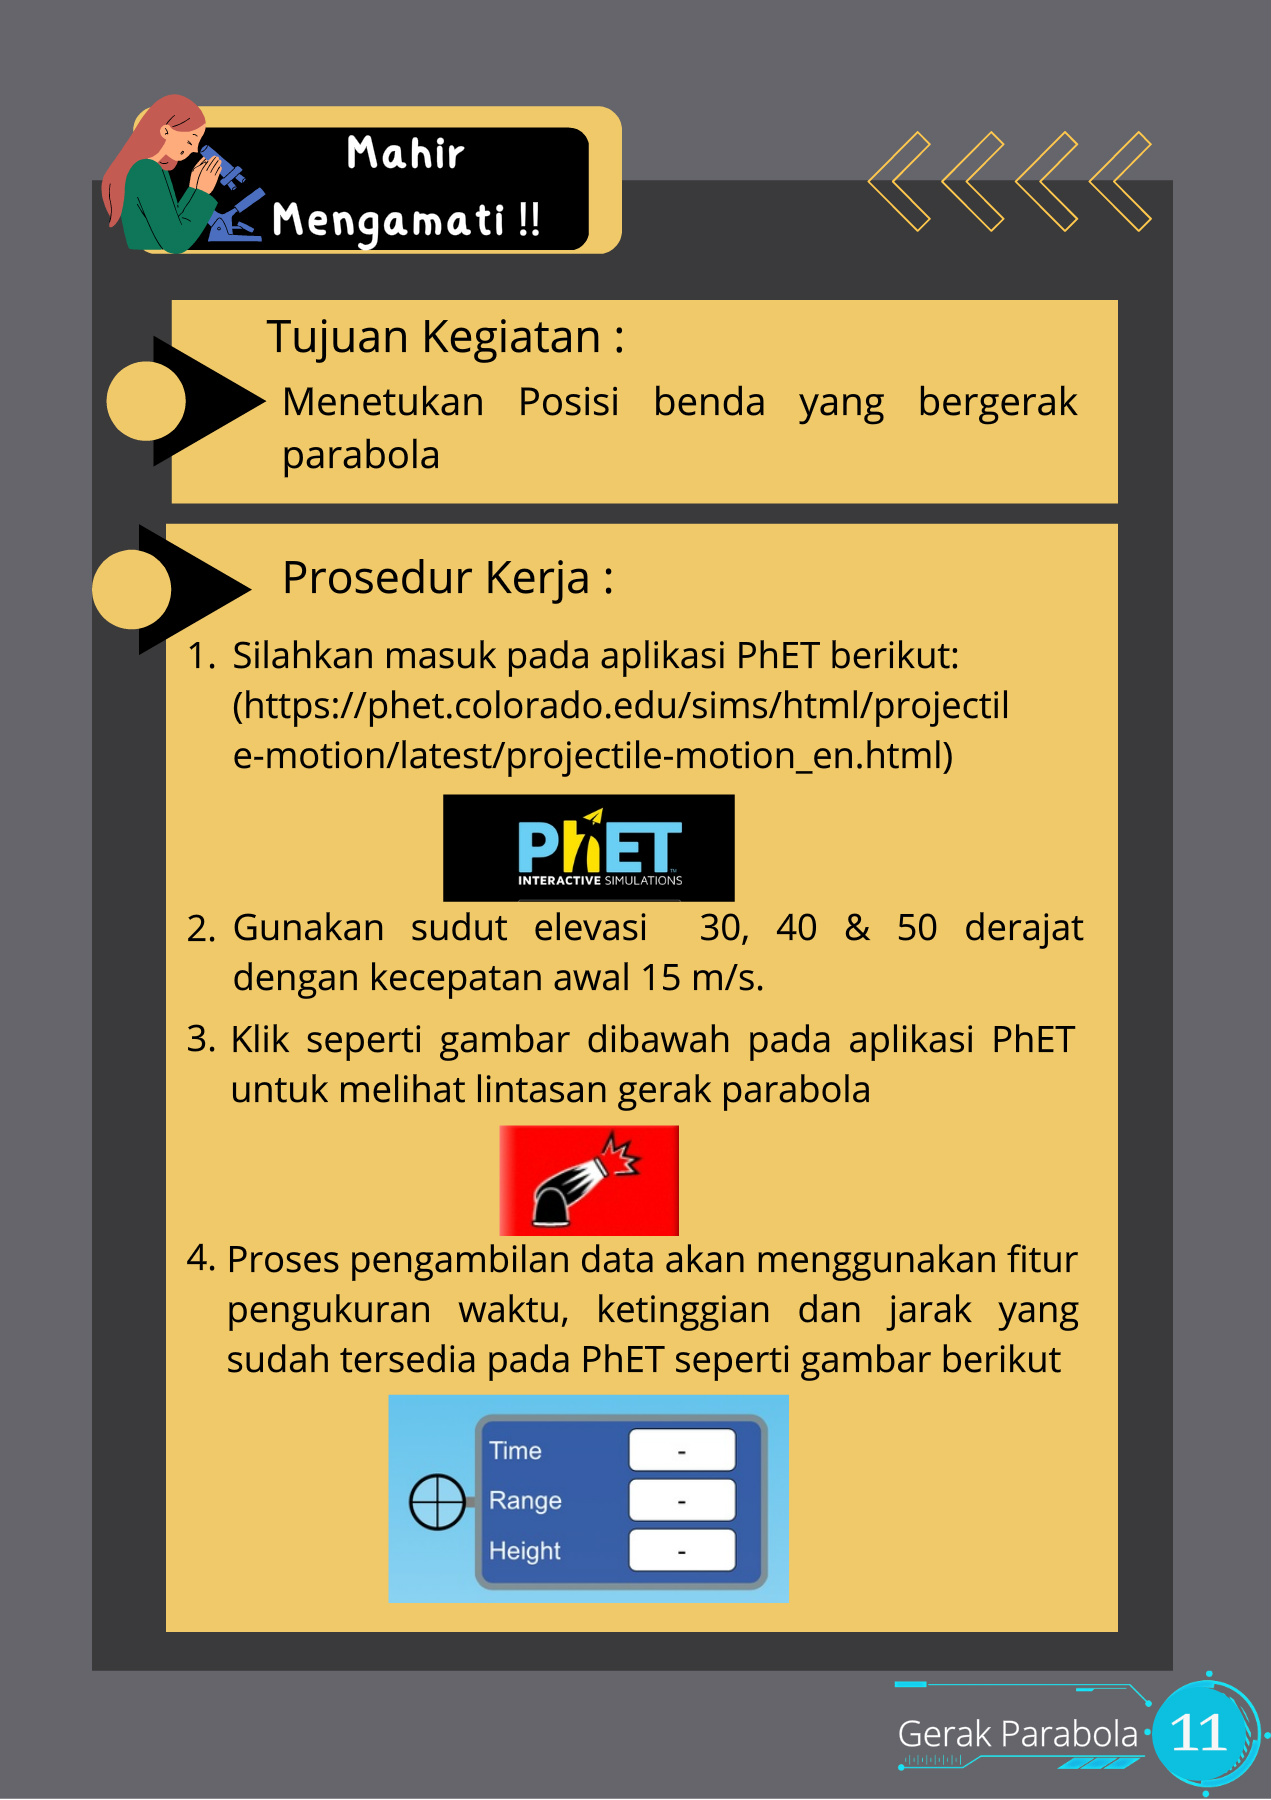 Mahir
Mengamati !!
Tujuan Kegiatan :
Menetukan Posisi benda yang bergerak
parabola
Prosedur Kerja :
1. Silahkan masuk pada aplikasi PhET berikut:
(https://phet.colorado.edu/sims/html/projectil
e-motion/latest/projectile-motion_en.html)
PhET
INTERACTIVE SIMULATIONS
2. Gunakan sudut elevasi 30, 40 & 50 derajat
dengan kecepatan awal 15 m/s.
3. Klik seperti gambar dibawah pada aplikasi PhET
untuk melihat lintasan gerak parabola
4. Proses pengambilan data akan menggunakan fitur
pengukuran waktu, ketinggian dan jarak yang
sudah tersedia pada PhET seperti gambar berikut
Time -
Range -
Height -
Gerak Parabola 11